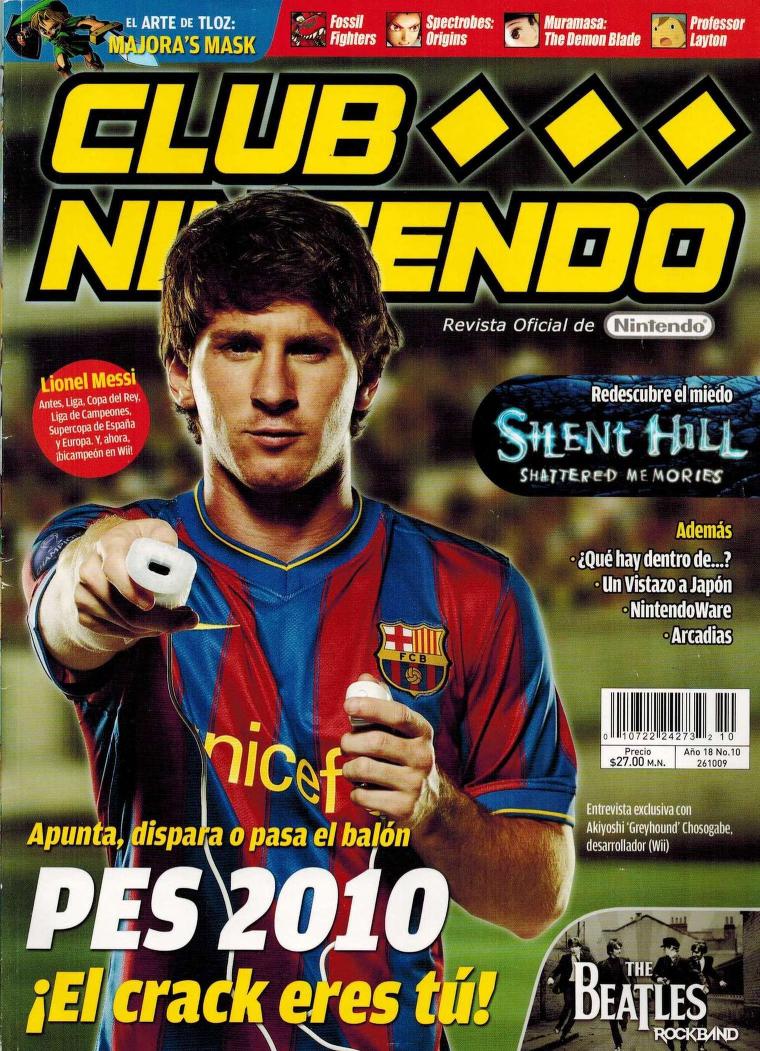 EL ARTE DE TLOZ:
MAJORA'S MASK
Fossil
Fighters
Spectrobes:
Origins
Muramasa:
The Demon Blade
Professor
Layton
CLUB
NINTENDO
Revista Oficial de Nintendo®
Lionel Messi
Antes, Liga, Copa del Rey,
Liga de Campeones,
Supercopa de España
y Europa. Y, ahora,
¡bicampeón en Wii!
Redescubre el miedo
SILENT HILL
SHATTERED MEMORIES
Además
· ¿Qué hay dentro de...?
· Un Vistazo a Japón
· NintendoWare
· Arcadias
FCB
unicef
0 10722 24273 2 10
Precio
$27.00 M.N.
Año 18 No.10
261009
Entrevista exclusiva con
Akiyoshi 'Greyhound' Chosogabe,
desarrollador (Wii)
Apunta, dispara o pasa el balón
PES 2010
¡El crack eres tú!
THE
BEATLES
ROCKBAND